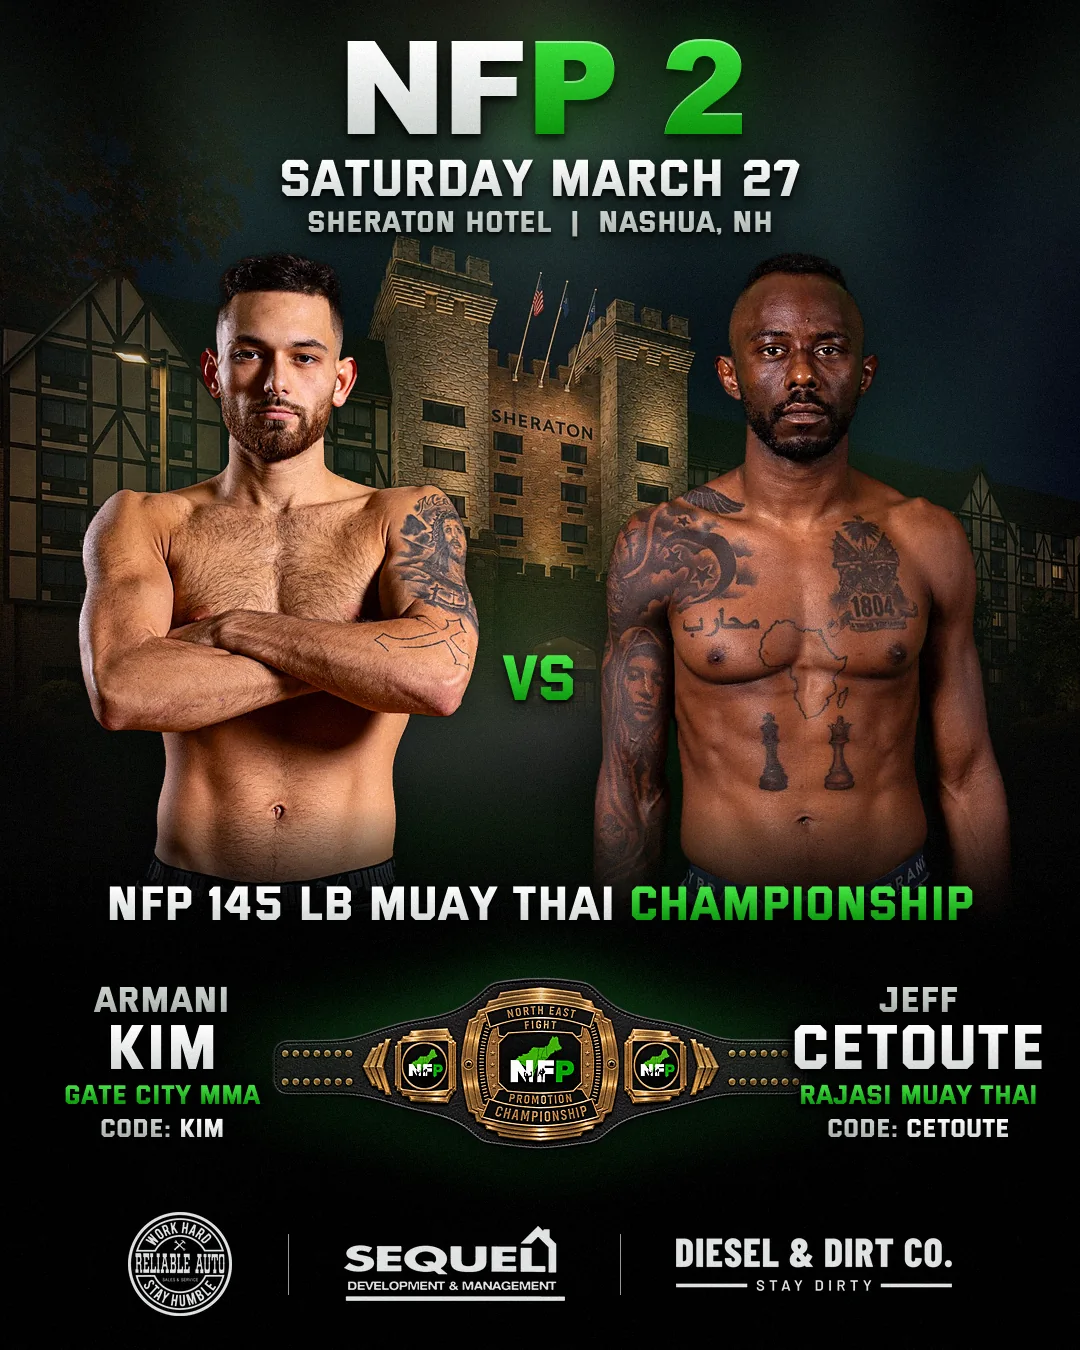 NFP 2
SATURDAY MARCH 27
SHERATON HOTEL | NASHUA, NH
SHERATON
محارب
1804
VS
NFP 145 LB MUAY THAI CHAMPIONSHIP
ARMANI
KIM
GATE CITY MMA
CODE: KIM
NORTH EAST
FIGHT
NFP
NFP
NFP
PROMOTION
CHAMPIONSHIP
JEFF
CETOUTE
RAJASI MUAY THAI
CODE: CETOUTE
WORK HARD
RELIABLE AUTO
SALES & SERVICE
STAY HUMBLE
SEQUEL
DEVELOPMENT & MANAGEMENT
DIESEL & DIRT CO.
STAY DIRTY